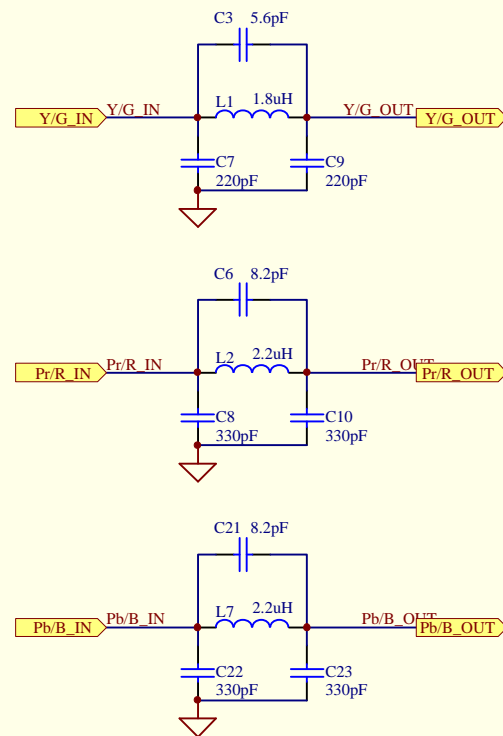 C3 5.6pF
L1 1.8uH
Y/G_IN Y/G_IN Y/G_OUT Y/G_OUT
C7 C9
220pF 220pF
C6 8.2pF
L2 2.2uH
Pr/R_IN Pr/R_IN Pr/R_OUT Pr/R_OUT
C8 C10
330pF 330pF
C21 8.2pF
L7 2.2uH
Pb/B_IN Pb/B_IN Pb/B_OUT Pb/B_OUT
C22 C23
330pF 330pF